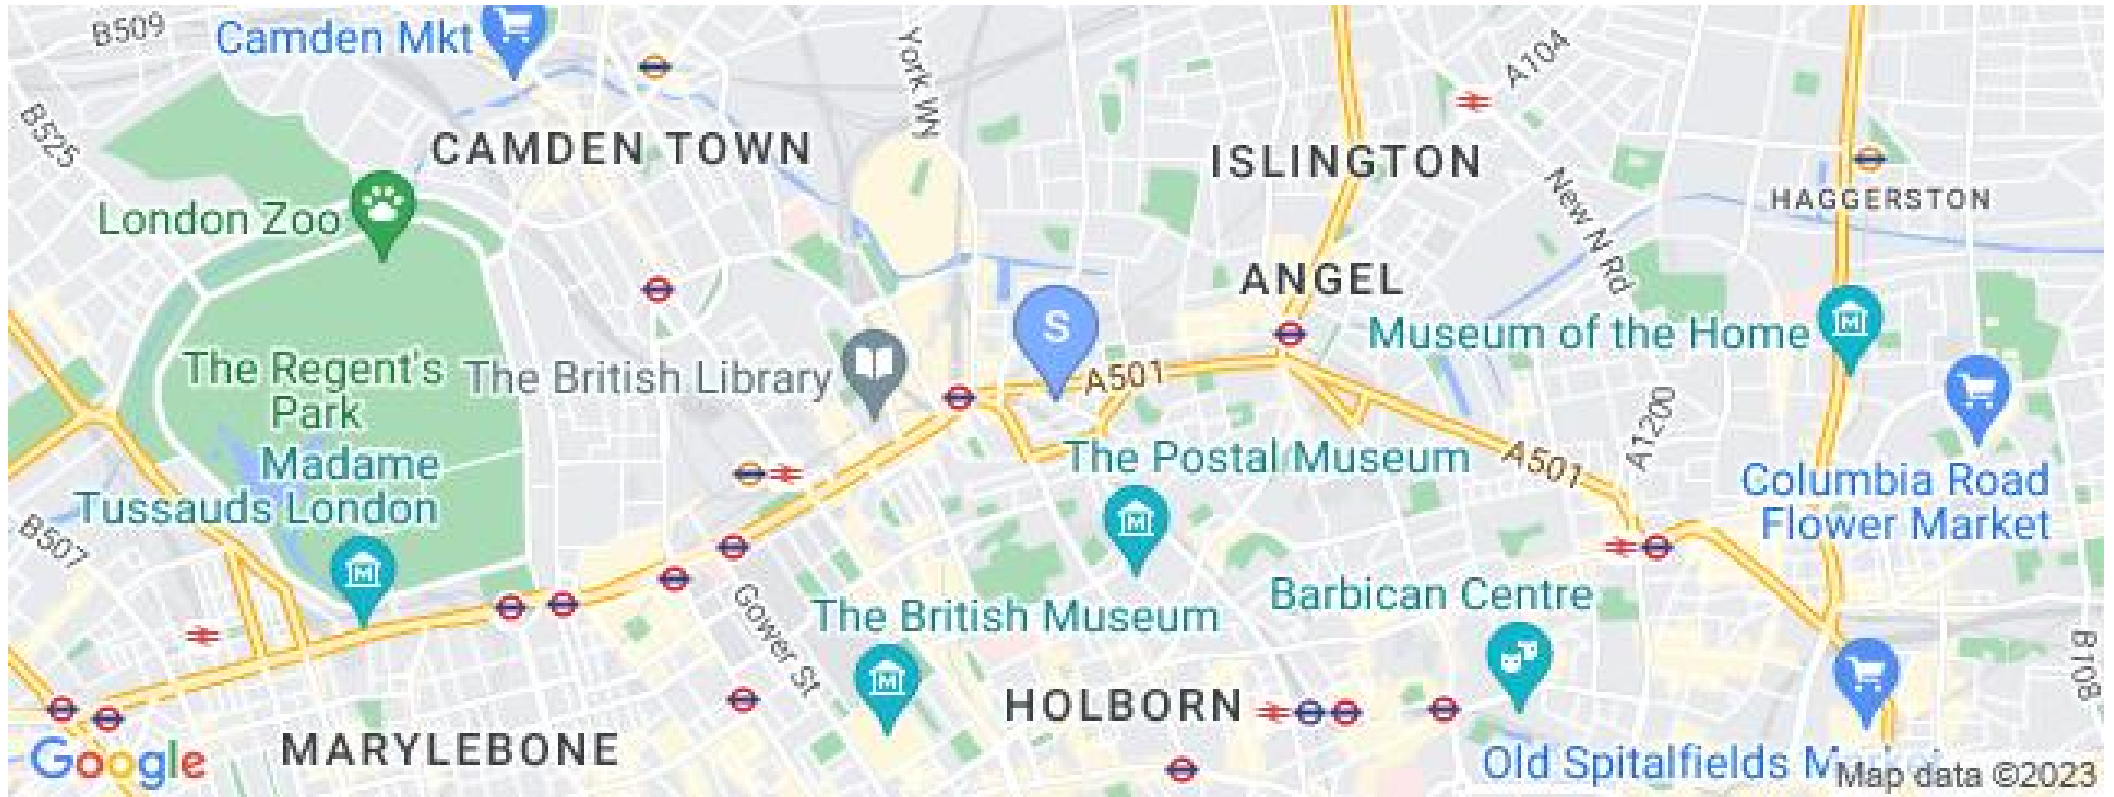 B509
Camden Mkt
York Wy
A104
B525
CAMDEN TOWN
ISLINGTON
New N Rd
HAGGERSTON
London Zoo
ANGEL
S
Museum of the Home
The Regent's
Park
The British Library
A501
A1200
Madame
Tussauds London
The Postal Museum
A501
Columbia Road
Flower Market
B507
Gower St
The British Museum
Barbican Centre
B108
HOLBORN
MARYLEBONE
Google
Old Spitalfields Market
Map data ©2023